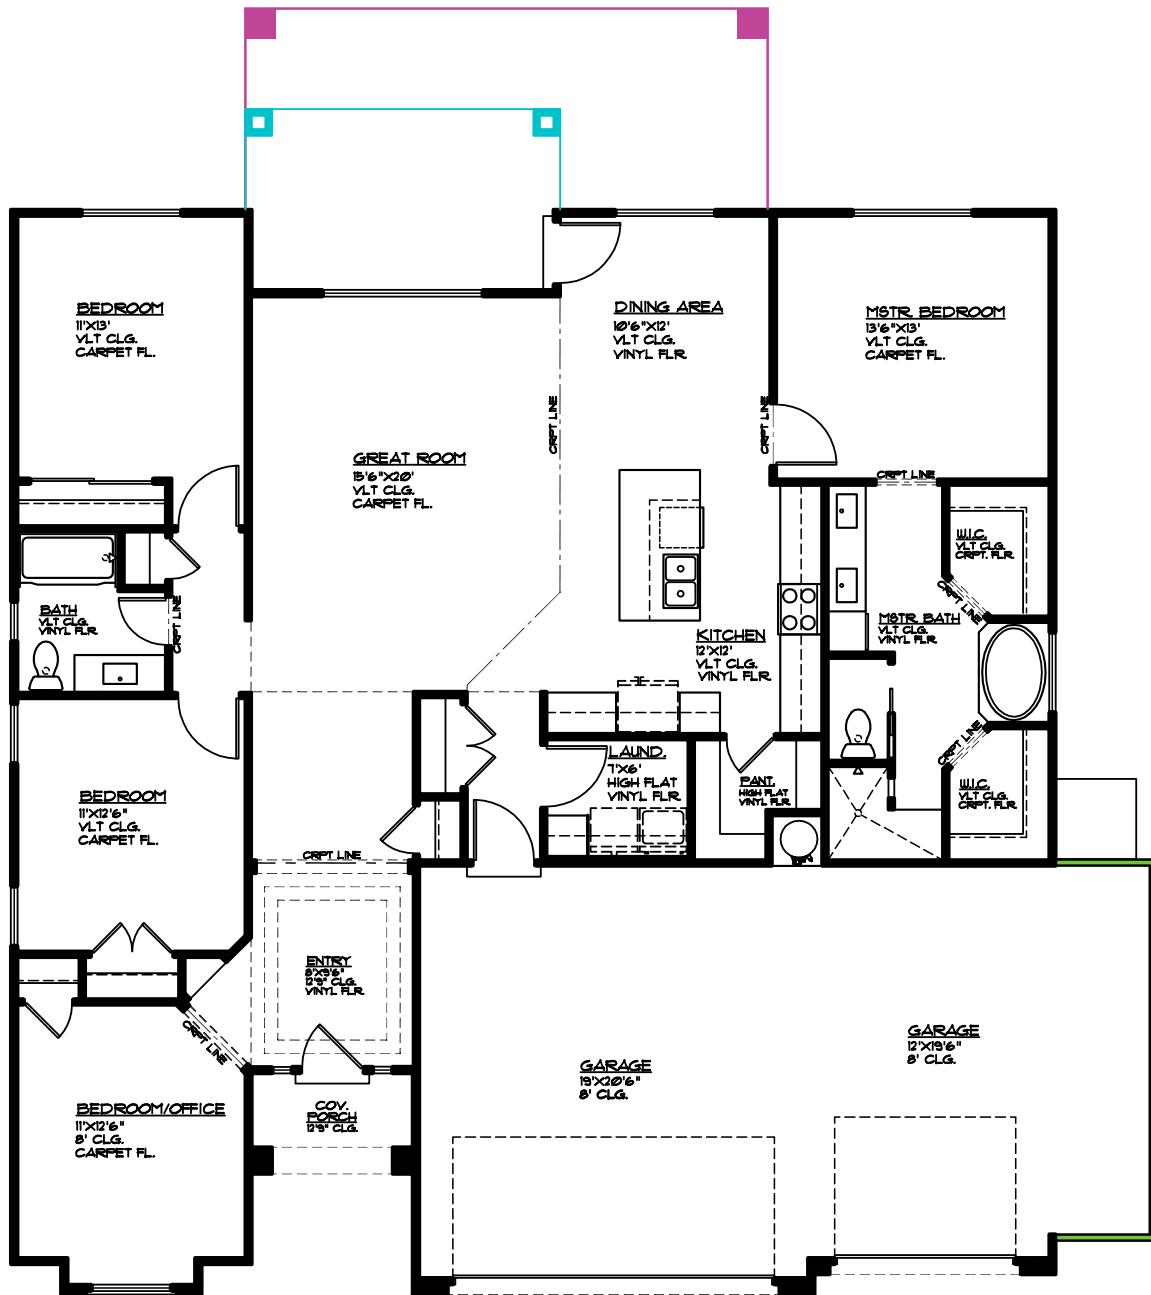 BEDROOM
11'X13'
VLT CLG.
CARPET FL.
DINING AREA
10'6"X12'
VLT CLG.
VINYL FLR.
MSTR. BEDROOM
13'6"X13'
VLT CLG.
CARPET FL.
CRPT LINE
CRPT LINE
GREAT ROOM
15'6"X20'
VLT CLG.
CARPET FL.
CRPT LINE
W.I.C.
VLT CLG.
CRPT. FLR.
CRPT LINE
BATH
VLT CLG.
VINYL FLR.
CRPT LINE
MSTR. BATH
VLT CLG.
VINYL FLR.
KITCHEN
12'X12'
VLT CLG.
VINYL FLR.
LAUND.
7'X6'
HIGH FLAT
VINYL FLR.
PANT.
HIGH FLAT
VINYL FLR.
CRPT LINE
W.I.C.
VLT CLG.
CRPT. FLR.
BEDROOM
11'X12'6"
VLT CLG.
CARPET FL.
CRPT LINE
ENTRY
8'X9'6"
12'9" CLG.
VINYL FLR.
CRPT LINE
GARAGE
12'X19'6"
8' CLG.
GARAGE
19'X20'6"
8' CLG.
BEDROOM/OFFICE
11'X12'6"
8' CLG.
CARPET FL.
COV.
PORCH
12'9" CLG.